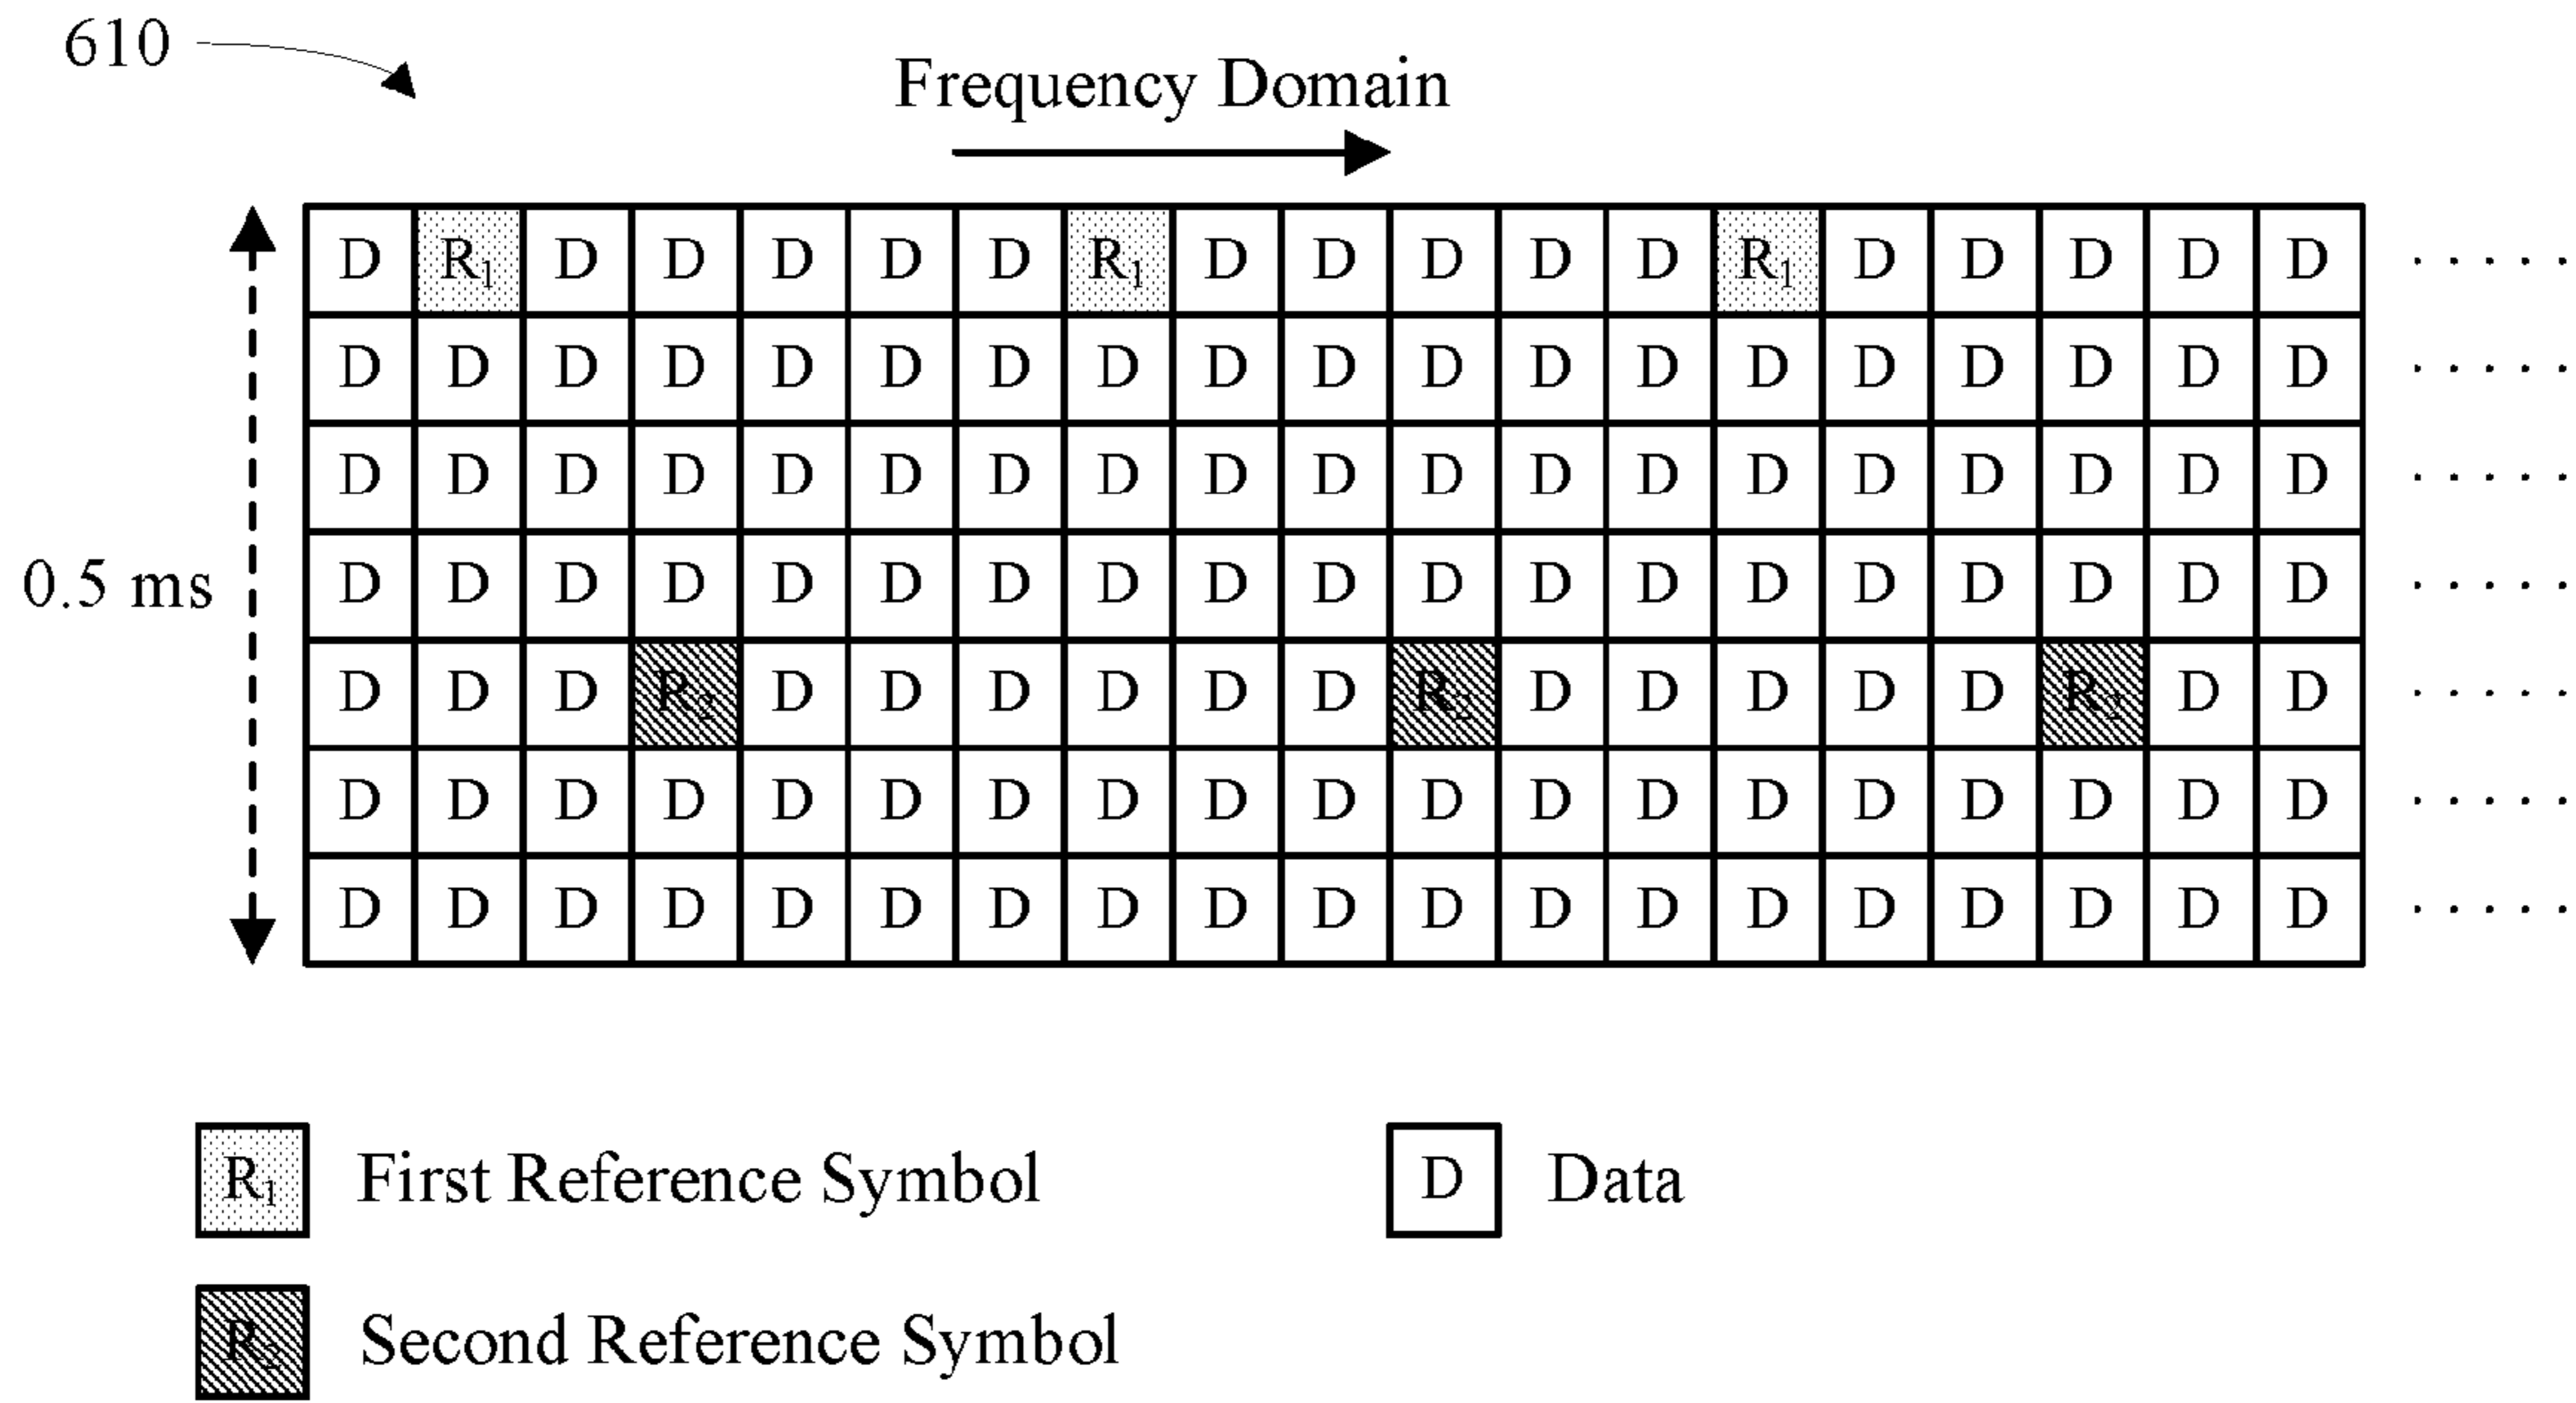 610
Frequency Domain
D R₁ D D D D D R₁ D D D D D R₁ D D D D D . . . . .
D D D D D D D D D D D D D D D D D D D . . . . .
D D D D D D D D D D D D D D D D D D D . . . . .
0.5 ms D D D D D D D D D D D D D D D D D D D . . . . .
D D D R₂ D D D D D D R₂ D D D D D R₂ D D . . . . .
D D D D D D D D D D D D D D D D D D D . . . . .
D D D D D D D D D D D D D D D D D D D . . . . .
R₁ First Reference Symbol D Data
R₂ Second Reference Symbol